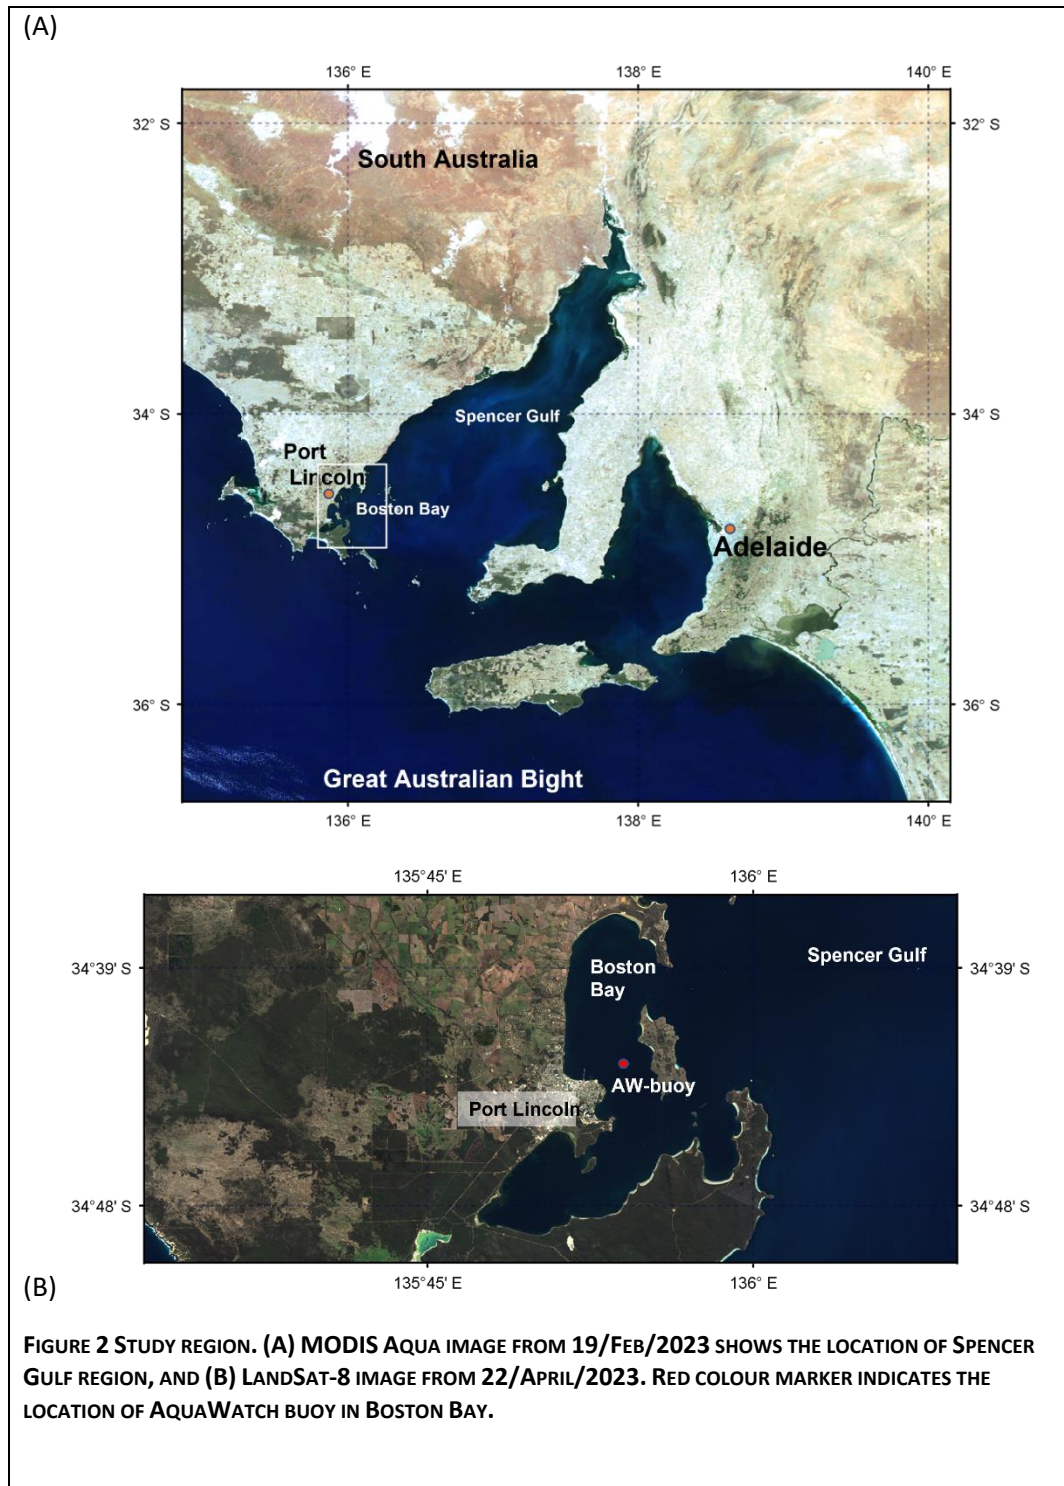 (A)
136° E 138° E 140° E
32° S 32° S
South Australia
34° S 34° S
Spencer Gulf
Port
Lincoln
Boston Bay
Adelaide
36° S 36° S
Great Australian Bight
136° E 138° E 140° E
135°45' E 136° E
Spencer Gulf
Boston
Bay
34°39' S 34°39' S
AW-buoy
Port Lincoln
34°48' S 34°48' S
135°45' E 136° E
(B)
FIGURE 2 STUDY REGION. (A) MODIS AQUA IMAGE FROM 19/FEB/2023 SHOWS THE LOCATION OF SPENCER
GULF REGION, AND (B) LANDSAT-8 IMAGE FROM 22/APRIL/2023. RED COLOUR MARKER INDICATES THE
LOCATION OF AQUAWATCH BUOY IN BOSTON BAY.